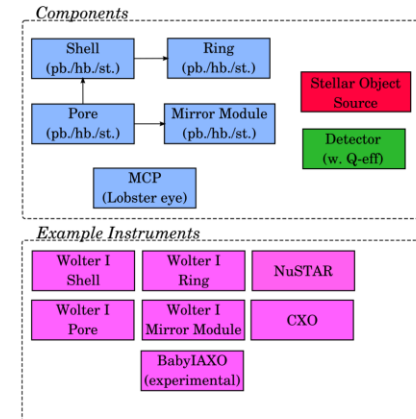 Components
Shell
(pb./hb./st.)
Ring
(pb./hb./st.)
Stellar Object
Source
Pore
(pb./hb./st.)
Mirror Module
(pb./hb./st.)
Detector
(w. Q-eff)
MCP
(Lobster eye)
Example Instruments
Wolter I
Shell
Wolter I
Ring
NuSTAR
Wolter I
Pore
Wolter I
Mirror Module
CXO
BabyIAXO
(experimental)